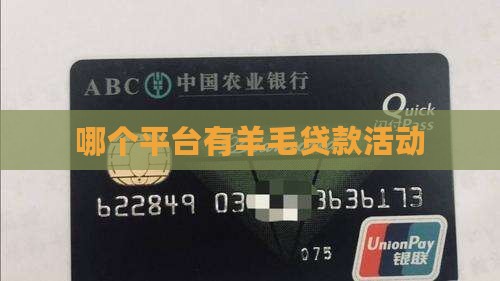 ABC 中国农业银行
Quick
Pass
哪个平台有羊毛贷款活动
622849 03 3636173
075
UnionPay
银联